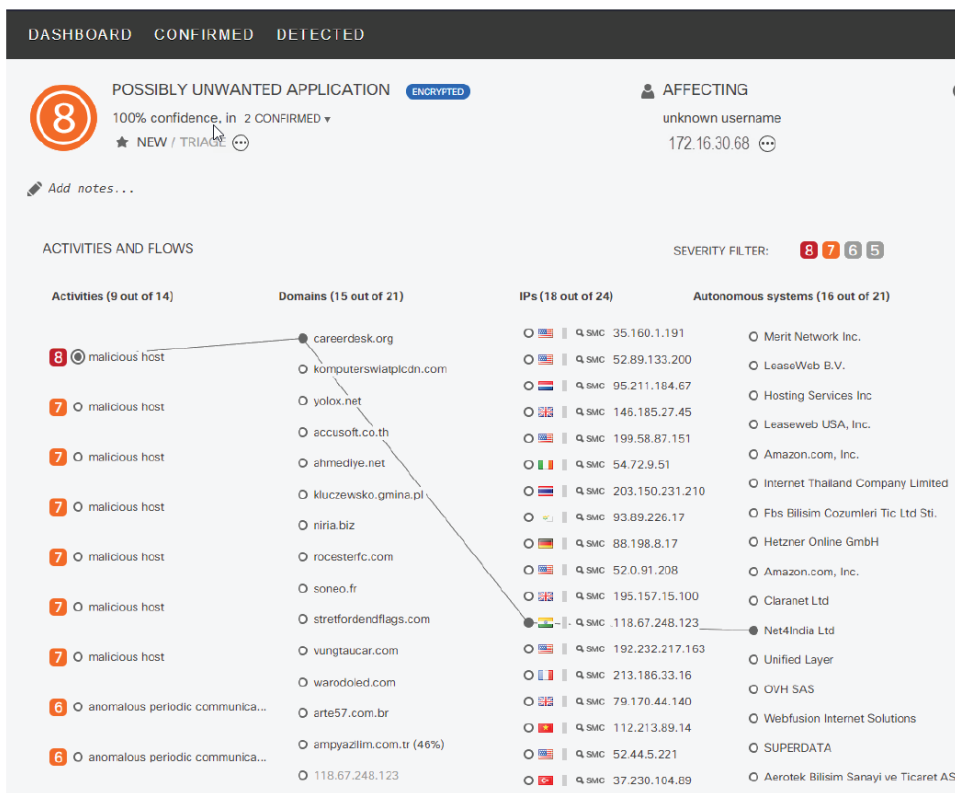 DASHBOARD CONFIRMED DETECTED
8
POSSIBLY UNWANTED APPLICATION ENCRYPTED
100% confidence, in 2 CONFIRMED
NEW / TRIAGE
AFFECTING
unknown username
172.16.30.68
Add notes...
ACTIVITIES AND FLOWS
SEVERITY FILTER: 8 7 6 5
Activities (9 out of 14)
8 malicious host
7 malicious host
7 malicious host
7 malicious host
7 malicious host
7 malicious host
7 malicious host
6 anomalous periodic communica...
6 anomalous periodic communica...
Domains (15 out of 21)
careerdesk.org
komputerswiatplcdn.com
yolox.net
accusoft.co.th
ahmediye.net
kluczewsko.gmina.pl
niria.biz
rocesterfc.com
soneo.fr
stretfordendflags.com
vungtaucar.com
warodoled.com
arte57.com.br
ampyazilim.com.tr (46%)
118.67.248.123
IPs (18 out of 24)
SMC 35.160.1.191
SMC 52.89.133.200
SMC 95.211.184.67
SMC 146.185.27.45
SMC 199.58.87.151
SMC 54.72.9.51
SMC 203.150.231.210
SMC 93.89.226.17
SMC 88.198.8.17
SMC 52.0.91.208
SMC 195.157.15.100
SMC 118.67.248.123
SMC 192.232.217.163
SMC 213.186.33.16
SMC 79.170.44.140
SMC 112.213.89.14
SMC 52.44.5.221
SMC 37.230.104.89
Autonomous systems (16 out of 21)
Merit Network Inc.
LeaseWeb B.V.
Hosting Services Inc
Leaseweb USA, Inc.
Amazon.com, Inc.
Internet Thailand Company Limited
Fbs Bilisim Cozumleri Tic Ltd Sti.
Hetzner Online GmbH
Amazon.com, Inc.
Claranet Ltd
Net4India Ltd
Unified Layer
OVH SAS
Webfusion Internet Solutions
SUPERDATA
Aerotek Bilisim Sanayi ve Ticaret AS